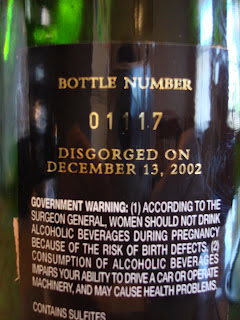 BOTTLE NUMBER
01117
DISGORGED ON
DECEMBER 13, 2002
GOVERNMENT WARNING: (1) ACCORDING TO THE
SURGEON GENERAL, WOMEN SHOULD NOT DRINK
ALCOHOLIC BEVERAGES DURING PREGNANCY
BECAUSE OF THE RISK OF BIRTH DEFECTS. (2)
CONSUMPTION OF ALCOHOLIC BEVERAGES
IMPAIRS YOUR ABILITY TO DRIVE A CAR OR OPERATE
MACHINERY, AND MAY CAUSE HEALTH PROBLEMS.
CONTAINS SULFITES